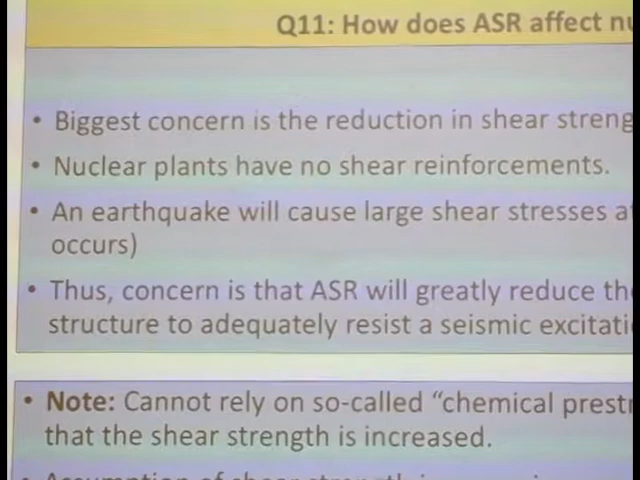 Q11: How does ASR affect
• Biggest concern is the reduction in shear streng
• Nuclear plants have no shear reinforcements.
• An earthquake will cause large shear stresses a
occurs)
• Thus, concern is that ASR will greatly reduce th
structure to adequately resist a seismic excitati
• Note: Cannot rely on so-called “chemical prest
that the shear strength is increased.